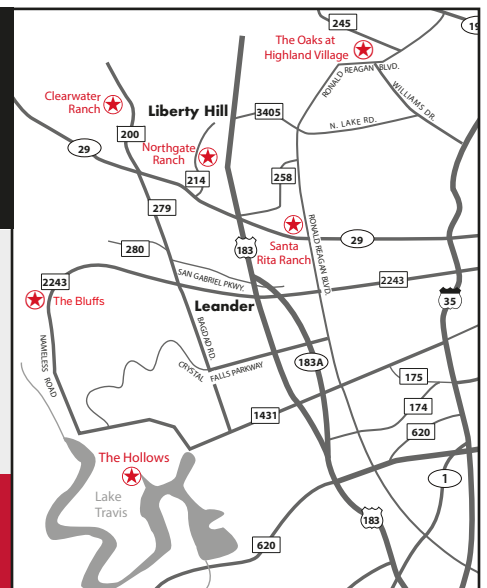 245
19
The Oaks at
Highland Village
RONALD REAGAN BLVD.
WILLIAMS DR.
Clearwater
Ranch
Liberty Hill
3405
N. LAKE RD.
200
29
Northgate
Ranch
214
258
279
RONALD REAGAN BLVD.
29
280
183
Santa
Rita Ranch
2243
SAN GABRIEL PKWY.
2243
The Bluffs
Leander
35
NAMELESS ROAD
BAGDAD RD.
CRYSTAL FALLS PARKWAY
183A
175
174
1431
620
The Hollows
1
Lake
Travis
183
620